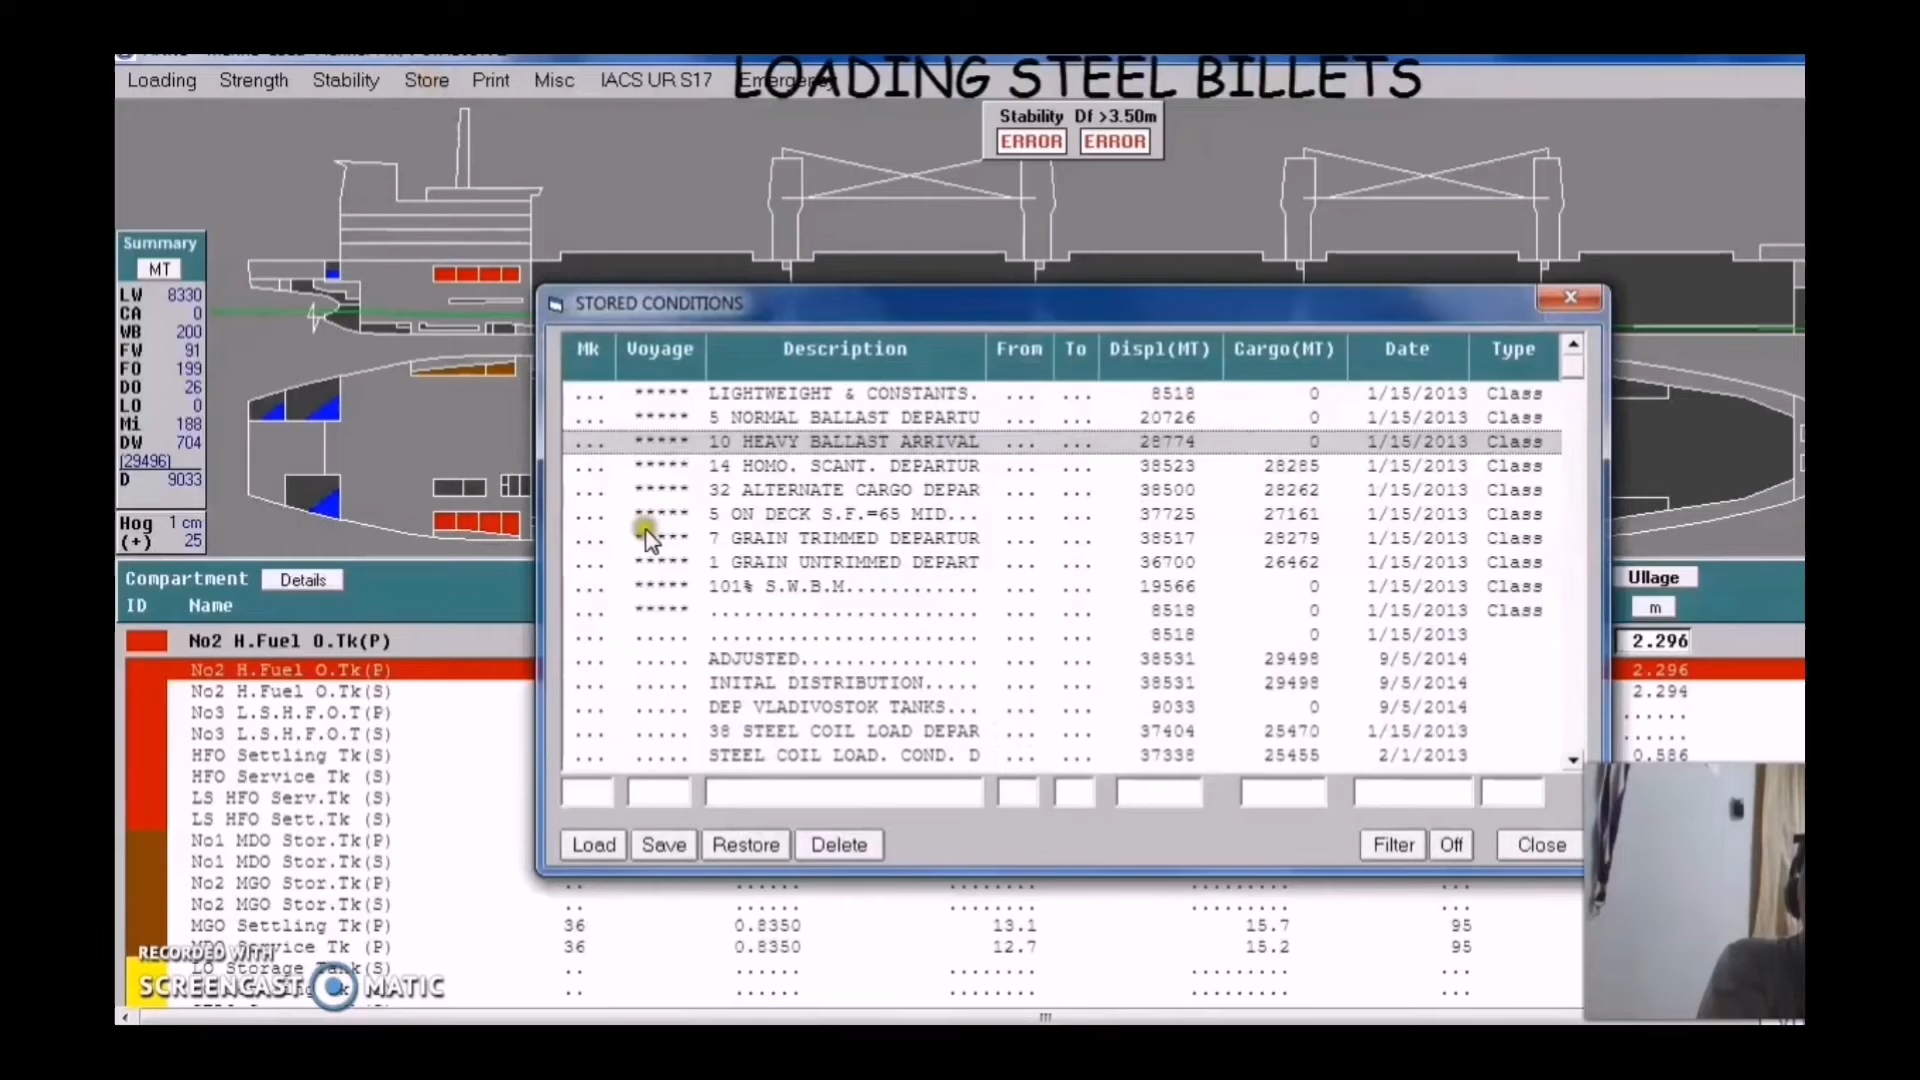 LOADING STEEL BILLETS
Loading Strength Stability Store Print Misc IACS UR S17 Emergency
Stability Df >3.50m
ERROR ERROR
Summary
MT
LW 8330
CA 0
WB 200
FW 91
FO 199
DO 26
LO 0
Mi 188
DW 704
[29496]
D 9033
Hog 1 cm
(+) 25
STORED CONDITIONS
Mk Voyage Description From To Displ(MT) Cargo(MT) Date Type
... ***** LIGHTWEIGHT & CONSTANTS. ... ... 8518 0 1/15/2013 Class
... ***** 5 NORMAL BALLAST DEPARTU ... ... 20726 0 1/15/2013 Class
... ***** 10 HEAVY BALLAST ARRIVAL ... ... 28774 0 1/15/2013 Class
... ***** 14 HOMO. SCANT. DEPARTUR ... ... 38523 28285 1/15/2013 Class
... ***** 32 ALTERNATE CARGO DEPAR ... ... 38500 28262 1/15/2013 Class
... ***** 5 ON DECK S.F.=65 MID... ... ... 37725 27161 1/15/2013 Class
... ***** 7 GRAIN TRIMMED DEPARTUR ... ... 38517 28279 1/15/2013 Class
... ***** 1 GRAIN UNTRIMMED DEPART ... ... 36700 26462 1/15/2013 Class
... ***** 101% S.W.B.M............ ... ... 19566 0 1/15/2013 Class
... ***** ........................ ... ... 8518 0 1/15/2013 Class
... ..... ........................ ... ... 8518 0 1/15/2013
... ..... ADJUSTED................ ... ... 38531 29498 9/5/2014
... ..... INITAL DISTRIBUTION..... ... ... 38531 29498 9/5/2014
... ..... DEP VLADIVOSTOK TANKS... ... ... 9033 0 9/5/2014
... ..... 38 STEEL COIL LOAD DEPAR ... ... 37404 25470 1/15/2013
... ..... STEEL COIL LOAD. COND. D ... ... 37338 25455 2/1/2013
Load Save Restore Delete Filter Off Close
Compartment Details
ID Name
Ullage
m
No2 H.Fuel O.Tk(P) 2.296
No2 H.Fuel O.Tk(P) 2.296
No2 H.Fuel O.Tk(S) 2.294
No3 L.S.H.F.O.T(P) ......
No3 L.S.H.F.O.T(S) ......
HFO Settling Tk(S) 0.586
HFO Service Tk (S)
LS HFO Serv.Tk (S)
LS HFO Sett.Tk (S)
No1 MDO Stor.Tk(P)
No1 MDO Stor.Tk(S)
No2 MGO Stor.Tk(P) .. ...... ........ ......... ...
No2 MGO Stor.Tk(S) .. ...... ........ ......... ...
MGO Settling Tk(P) 36 0.8350 13.1 15.7 95
MDO Service Tk (P) 36 0.8350 12.7 15.2 95
LO Storage Tank(S) .. ...... ........ ......... ...
RECORDED WITH
SCREENCAST MATIC